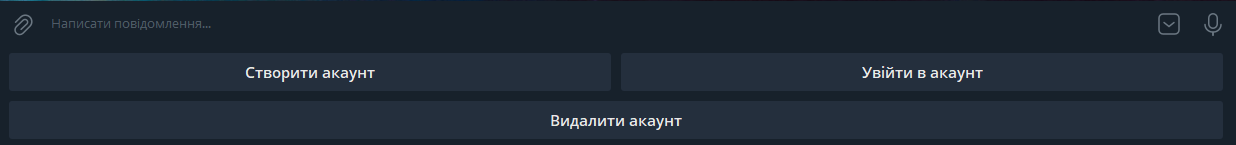 Написати повідомлення...
Створити акаунт
Увійти в акаунт
Видалити акаунт